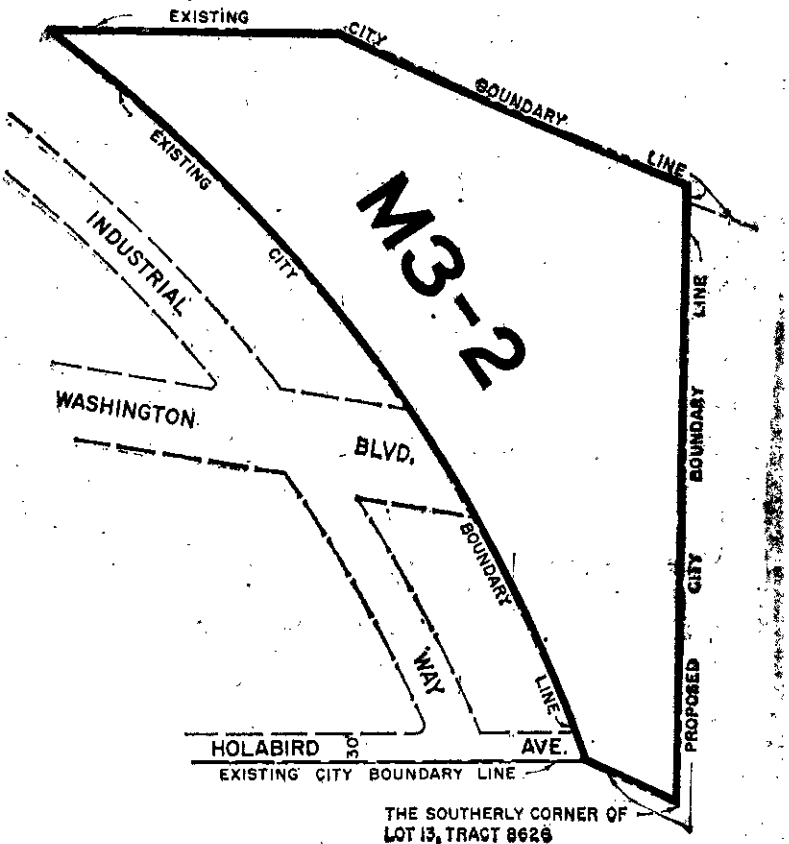 EXISTING CITY BOUNDARY LINE
EXISTING CITY BOUNDARY LINE
M3-2
INDUSTRIAL WAY
WASHINGTON BLVD.
PROPOSED CITY BOUNDARY LINE
HOLABIRD 30' AVE.
EXISTING CITY BOUNDARY LINE
THE SOUTHERLY CORNER OF
LOT 13, TRACT 8628